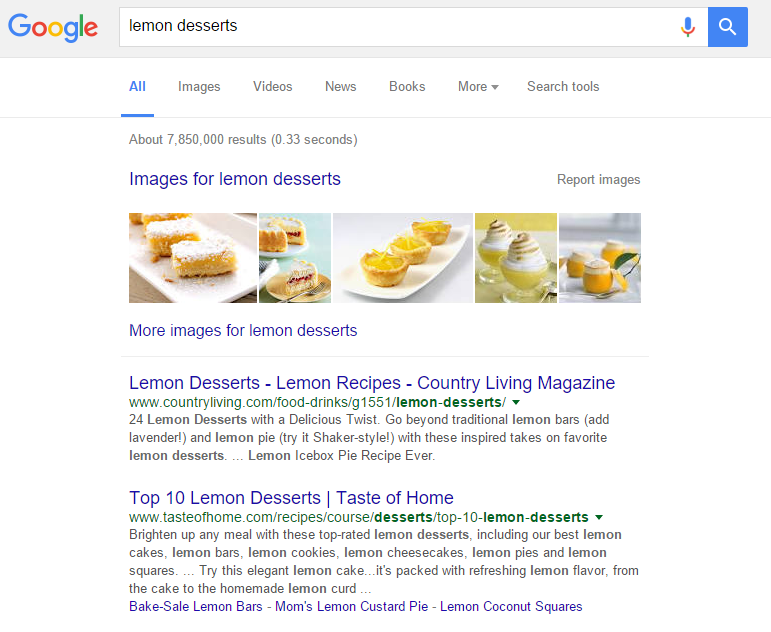 Google lemon desserts
All Images Videos News Books More Search tools
About 7,850,000 results (0.33 seconds)
Images for lemon desserts Report images
More images for lemon desserts
Lemon Desserts - Lemon Recipes - Country Living Magazine
www.countryliving.com/food-drinks/g1551/lemon-desserts/
24 Lemon Desserts with a Delicious Twist. Go beyond traditional lemon bars (add
lavender!) and lemon pie (try it Shaker-style!) with these inspired takes on favorite
lemon desserts. ... Lemon Icebox Pie Recipe Ever.
Top 10 Lemon Desserts | Taste of Home
www.tasteofhome.com/recipes/course/desserts/top-10-lemon-desserts
Brighten up any meal with these top-rated lemon desserts, including our best lemon
cakes, lemon bars, lemon cookies, lemon cheesecakes, lemon pies and lemon
squares. ... Try this elegant lemon cake...it's packed with refreshing lemon flavor, from
the cake to the homemade lemon curd ...
Bake-Sale Lemon Bars - Mom's Lemon Custard Pie - Lemon Coconut Squares